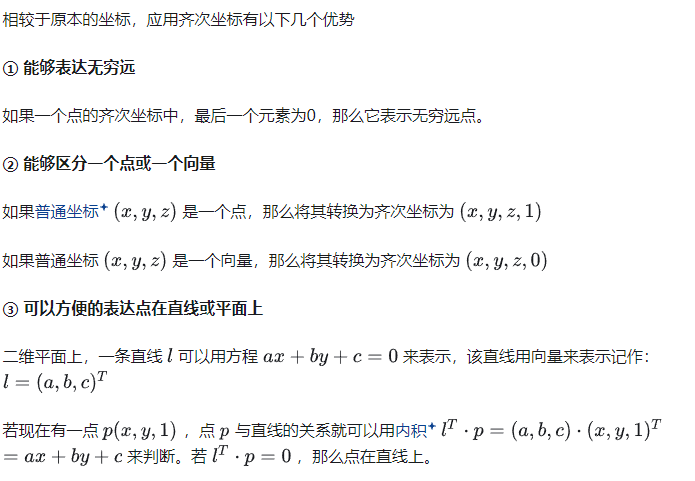 相较于原本的坐标，应用齐次坐标有以下几个优势
① 能够表达无穷远
如果一个点的齐次坐标中，最后一个元素为0，那么它表示无穷远点。
② 能够区分一个点或一个向量
如果普通坐标 (x, y, z) 是一个点，那么将其转换为齐次坐标为 (x, y, z, 1)
如果普通坐标 (x, y, z) 是一个向量，那么将其转换为齐次坐标为 (x, y, z, 0)
③ 可以方便的表达点在直线或平面上
二维平面上，一条直线 l 可以用方程 ax + by + c = 0 来表示，该直线用向量来表示记作：
l = (a, b, c)^T
若现在有一点 p(x, y, 1) ，点 p 与直线的关系就可以用内积 l^T · p = (a, b, c) · (x, y, 1)^T
= ax + by + c 来判断。若 l^T · p = 0 ，那么点在直线上。